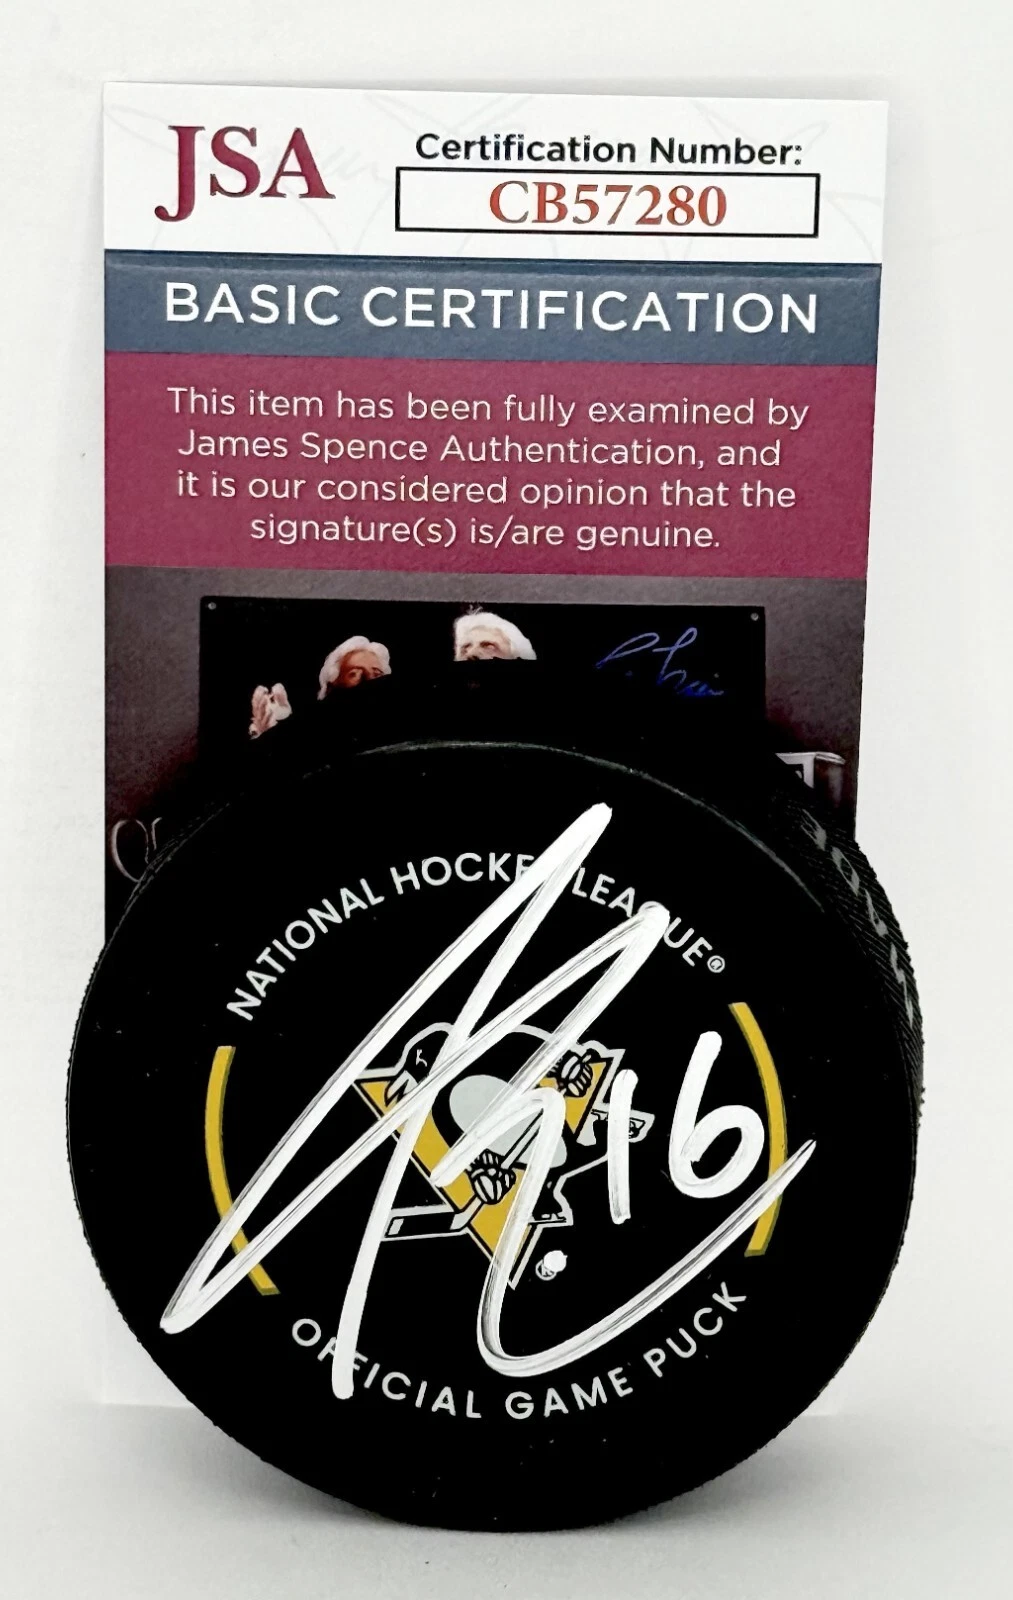 JSA
Certification Number:
CB57280
BASIC CERTIFICATION
This item has been fully examined by
James Spence Authentication, and
it is our considered opinion that the
signature(s) is/are genuine.
NATIONAL HOCKEY LEAGUE®
16
OFFICIAL GAME PUCK